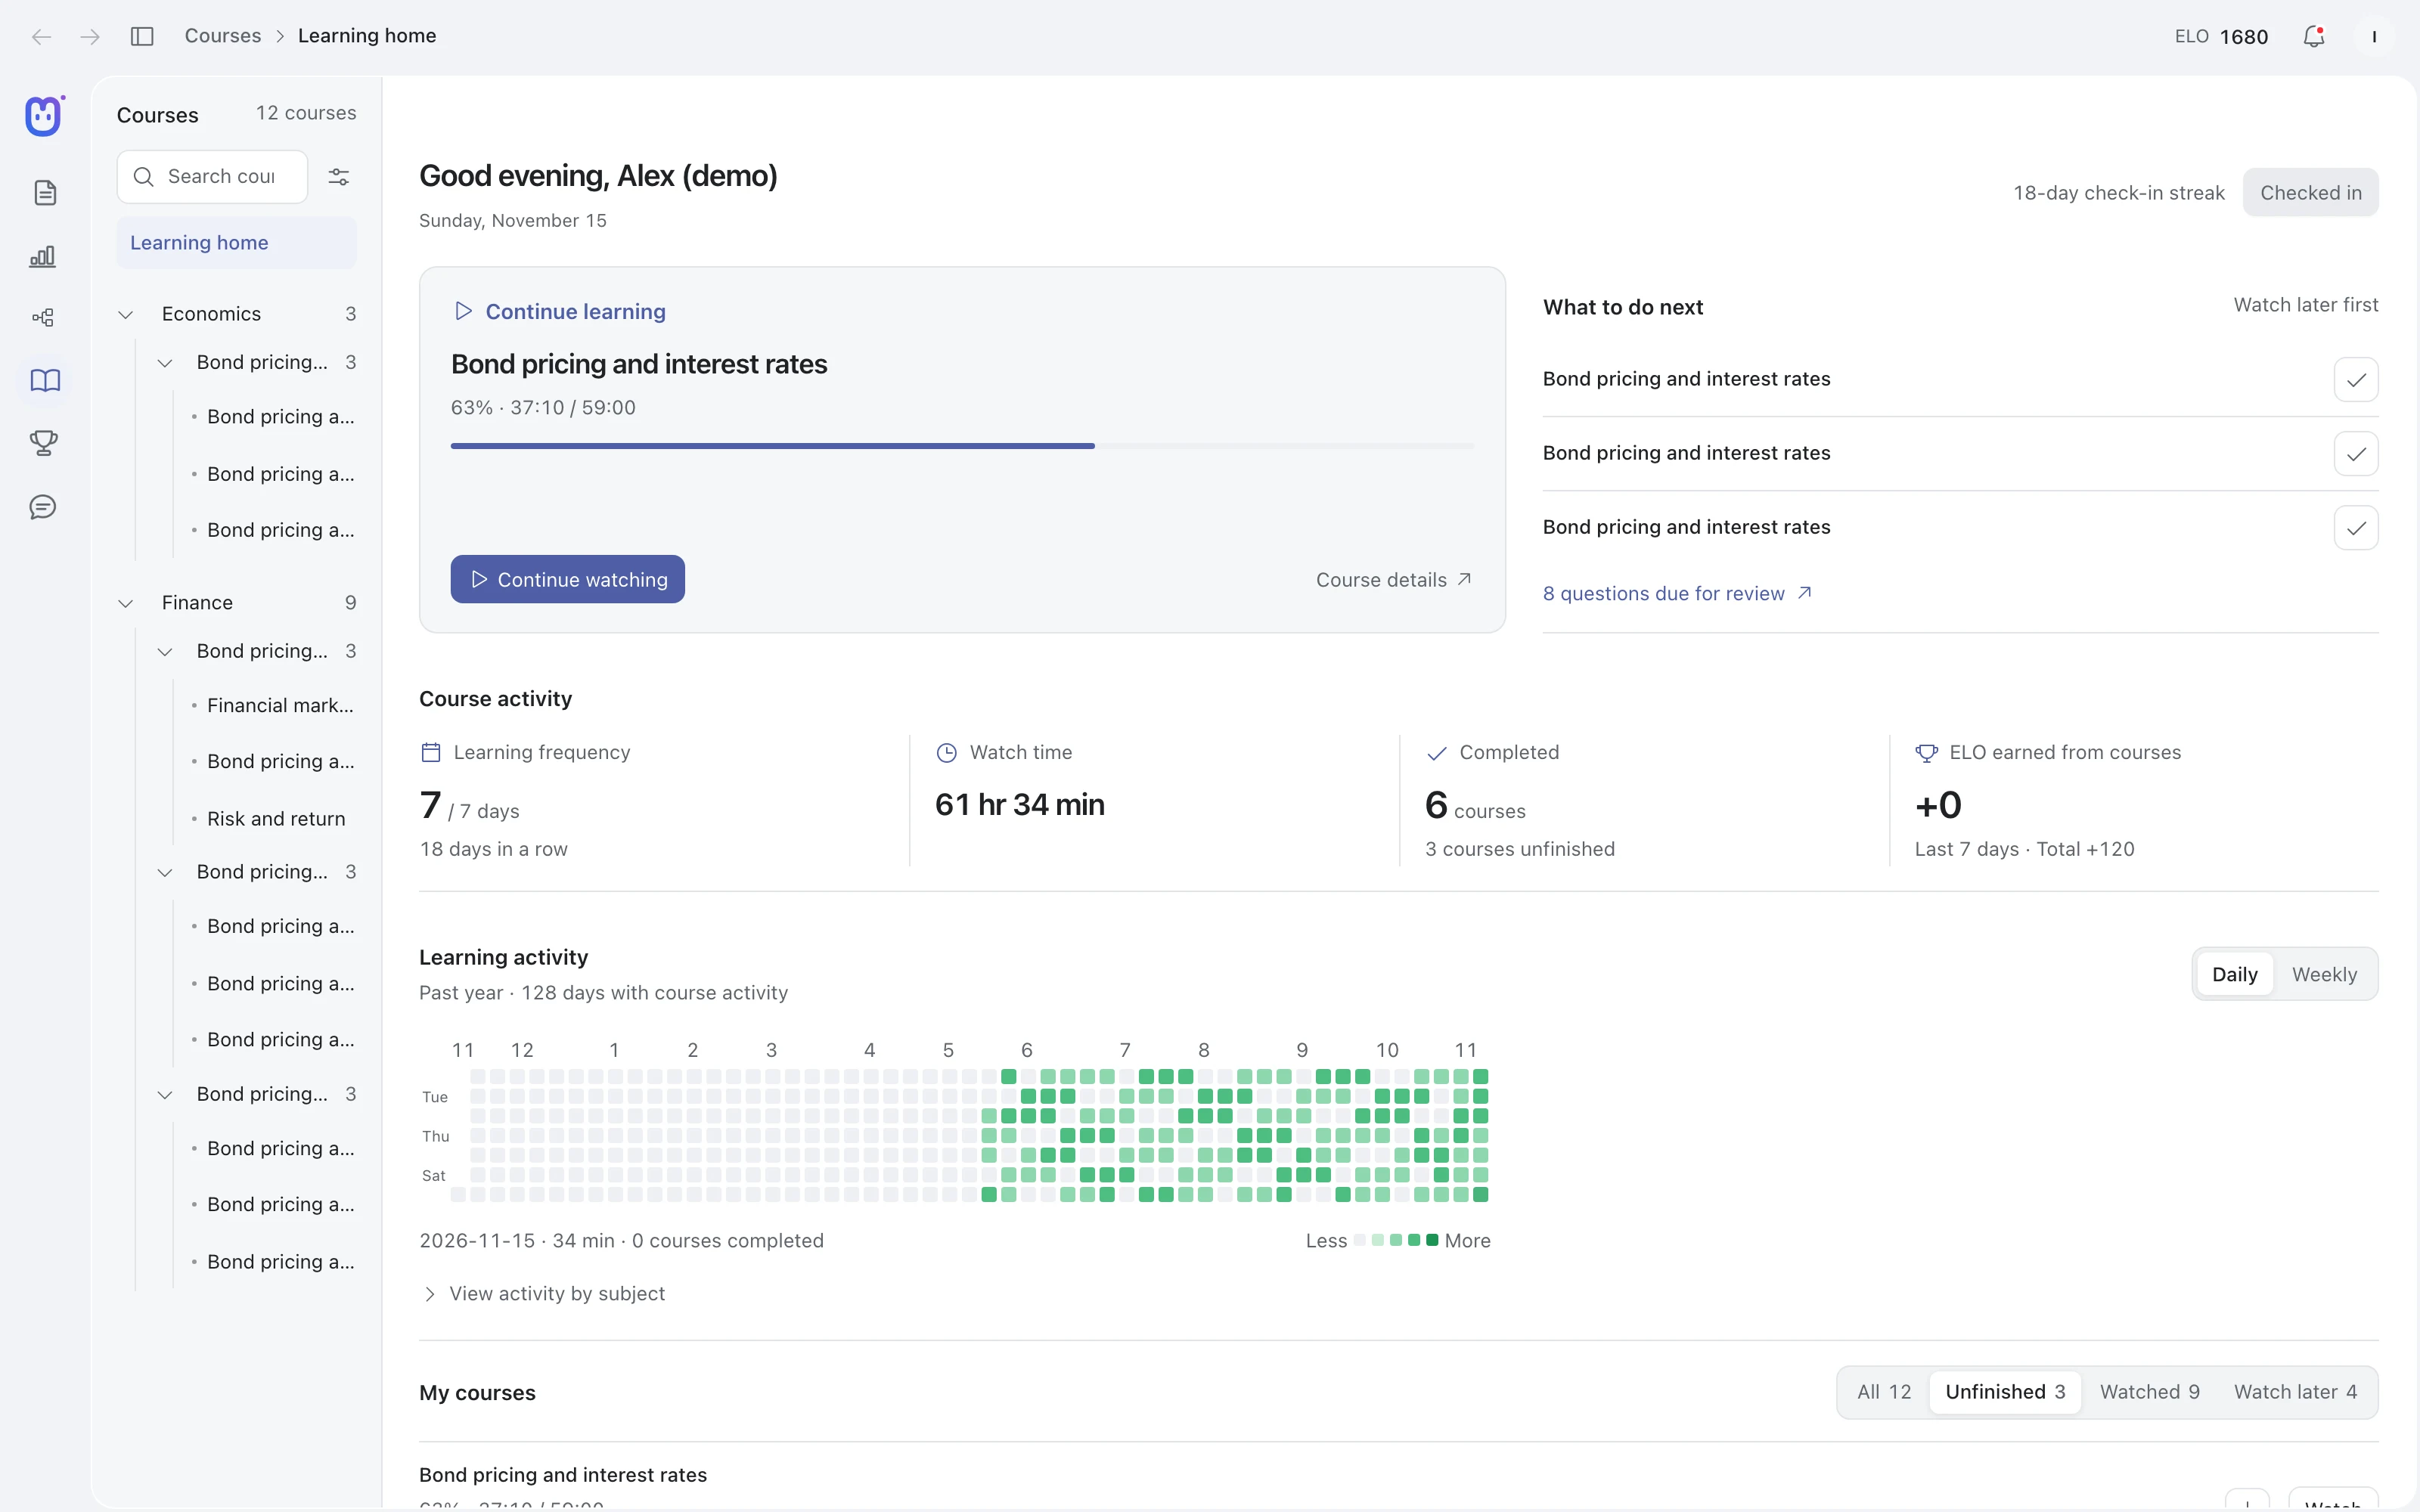 Courses > Learning home
ELO 1680
I
Courses 12 courses
Search cour
Learning home
Economics 3
Bond pricing... 3
Bond pricing a...
Bond pricing a...
Bond pricing a...
Finance 9
Bond pricing... 3
Financial mark...
Bond pricing a...
Risk and return
Bond pricing... 3
Bond pricing a...
Bond pricing a...
Bond pricing a...
Bond pricing... 3
Bond pricing a...
Bond pricing a...
Bond pricing a...
Good evening, Alex (demo)
Sunday, November 15
18-day check-in streak Checked in
Continue learning
Bond pricing and interest rates
63% · 37:10 / 59:00
Continue watching
Course details
What to do next Watch later first
Bond pricing and interest rates
Bond pricing and interest rates
Bond pricing and interest rates
8 questions due for review
Course activity
Learning frequency
7 / 7 days
18 days in a row
Watch time
61 hr 34 min
Completed
6 courses
3 courses unfinished
ELO earned from courses
+0
Last 7 days · Total +120
Learning activity
Past year · 128 days with course activity
Daily Weekly
11 12 1 2 3 4 5 6 7 8 9 10 11
Tue
Thu
Sat
2026-11-15 · 34 min · 0 courses completed
Less More
View activity by subject
My courses
All 12 Unfinished 3 Watched 9 Watch later 4
Bond pricing and interest rates
63% · 37:10 / 59:00
Watch